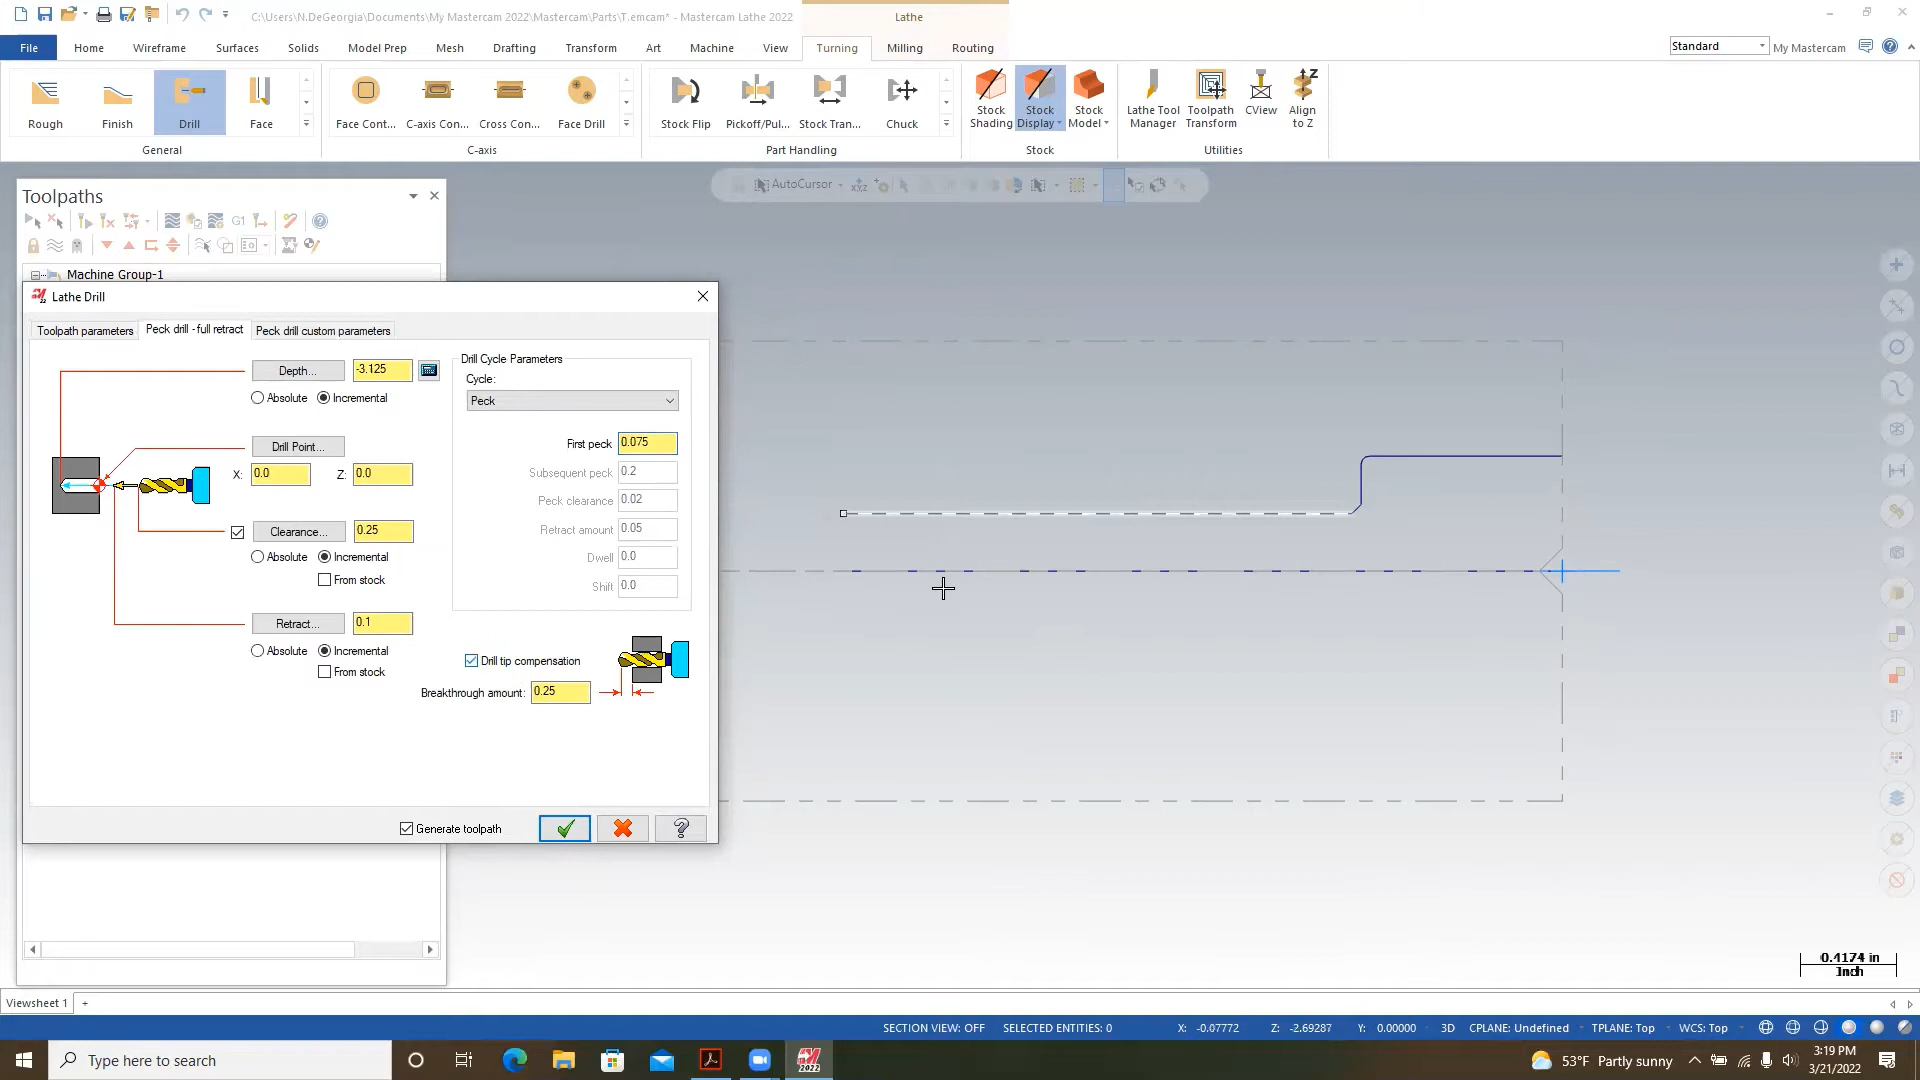 C:\Users\N.DeGeorgia\Documents\My Mastercam 2022\Mastercam\Parts\T.emcam* - Mastercam Lathe 2022
Lathe
File Home Wireframe Surfaces Solids Model Prep Mesh Drafting Transform Art Machine View Turning Milling Routing
Standard My Mastercam
Rough Finish Drill Face
Face Cont... C-axis Con... Cross Con... Face Drill
Stock Flip Pickoff/Pul... Stock Tran... Chuck
Stock Shading Stock Display Stock Model
Lathe Tool Manager Toolpath Transform CView Align to Z
General C-axis Part Handling Stock Utilities
AutoCursor
Toolpaths
G1
Machine Group-1
Lathe Drill
Toolpath parameters Peck drill - full retract Peck drill custom parameters
Depth... -3.125
Absolute Incremental
Drill Point...
X: 0.0 Z: 0.0
Clearance... 0.25
Absolute Incremental
From stock
Retract... 0.1
Absolute Incremental
From stock
Drill Cycle Parameters
Cycle:
Peck
First peck 0.075
Subsequent peck 0.2
Peck clearance 0.02
Retract amount 0.05
Dwell 0.0
Shift 0.0
Drill tip compensation
Breakthrough amount: 0.25
Generate toolpath
0.4174 in
Inch
Viewsheet 1 +
SECTION VIEW: OFF SELECTED ENTITIES: 0 X: -0.07772 Z: -2.69287 Y: 0.00000 3D CPLANE: Undefined TPLANE: Top WCS: Top
Type here to search
2022
53°F Partly sunny
3:19 PM
3/21/2022